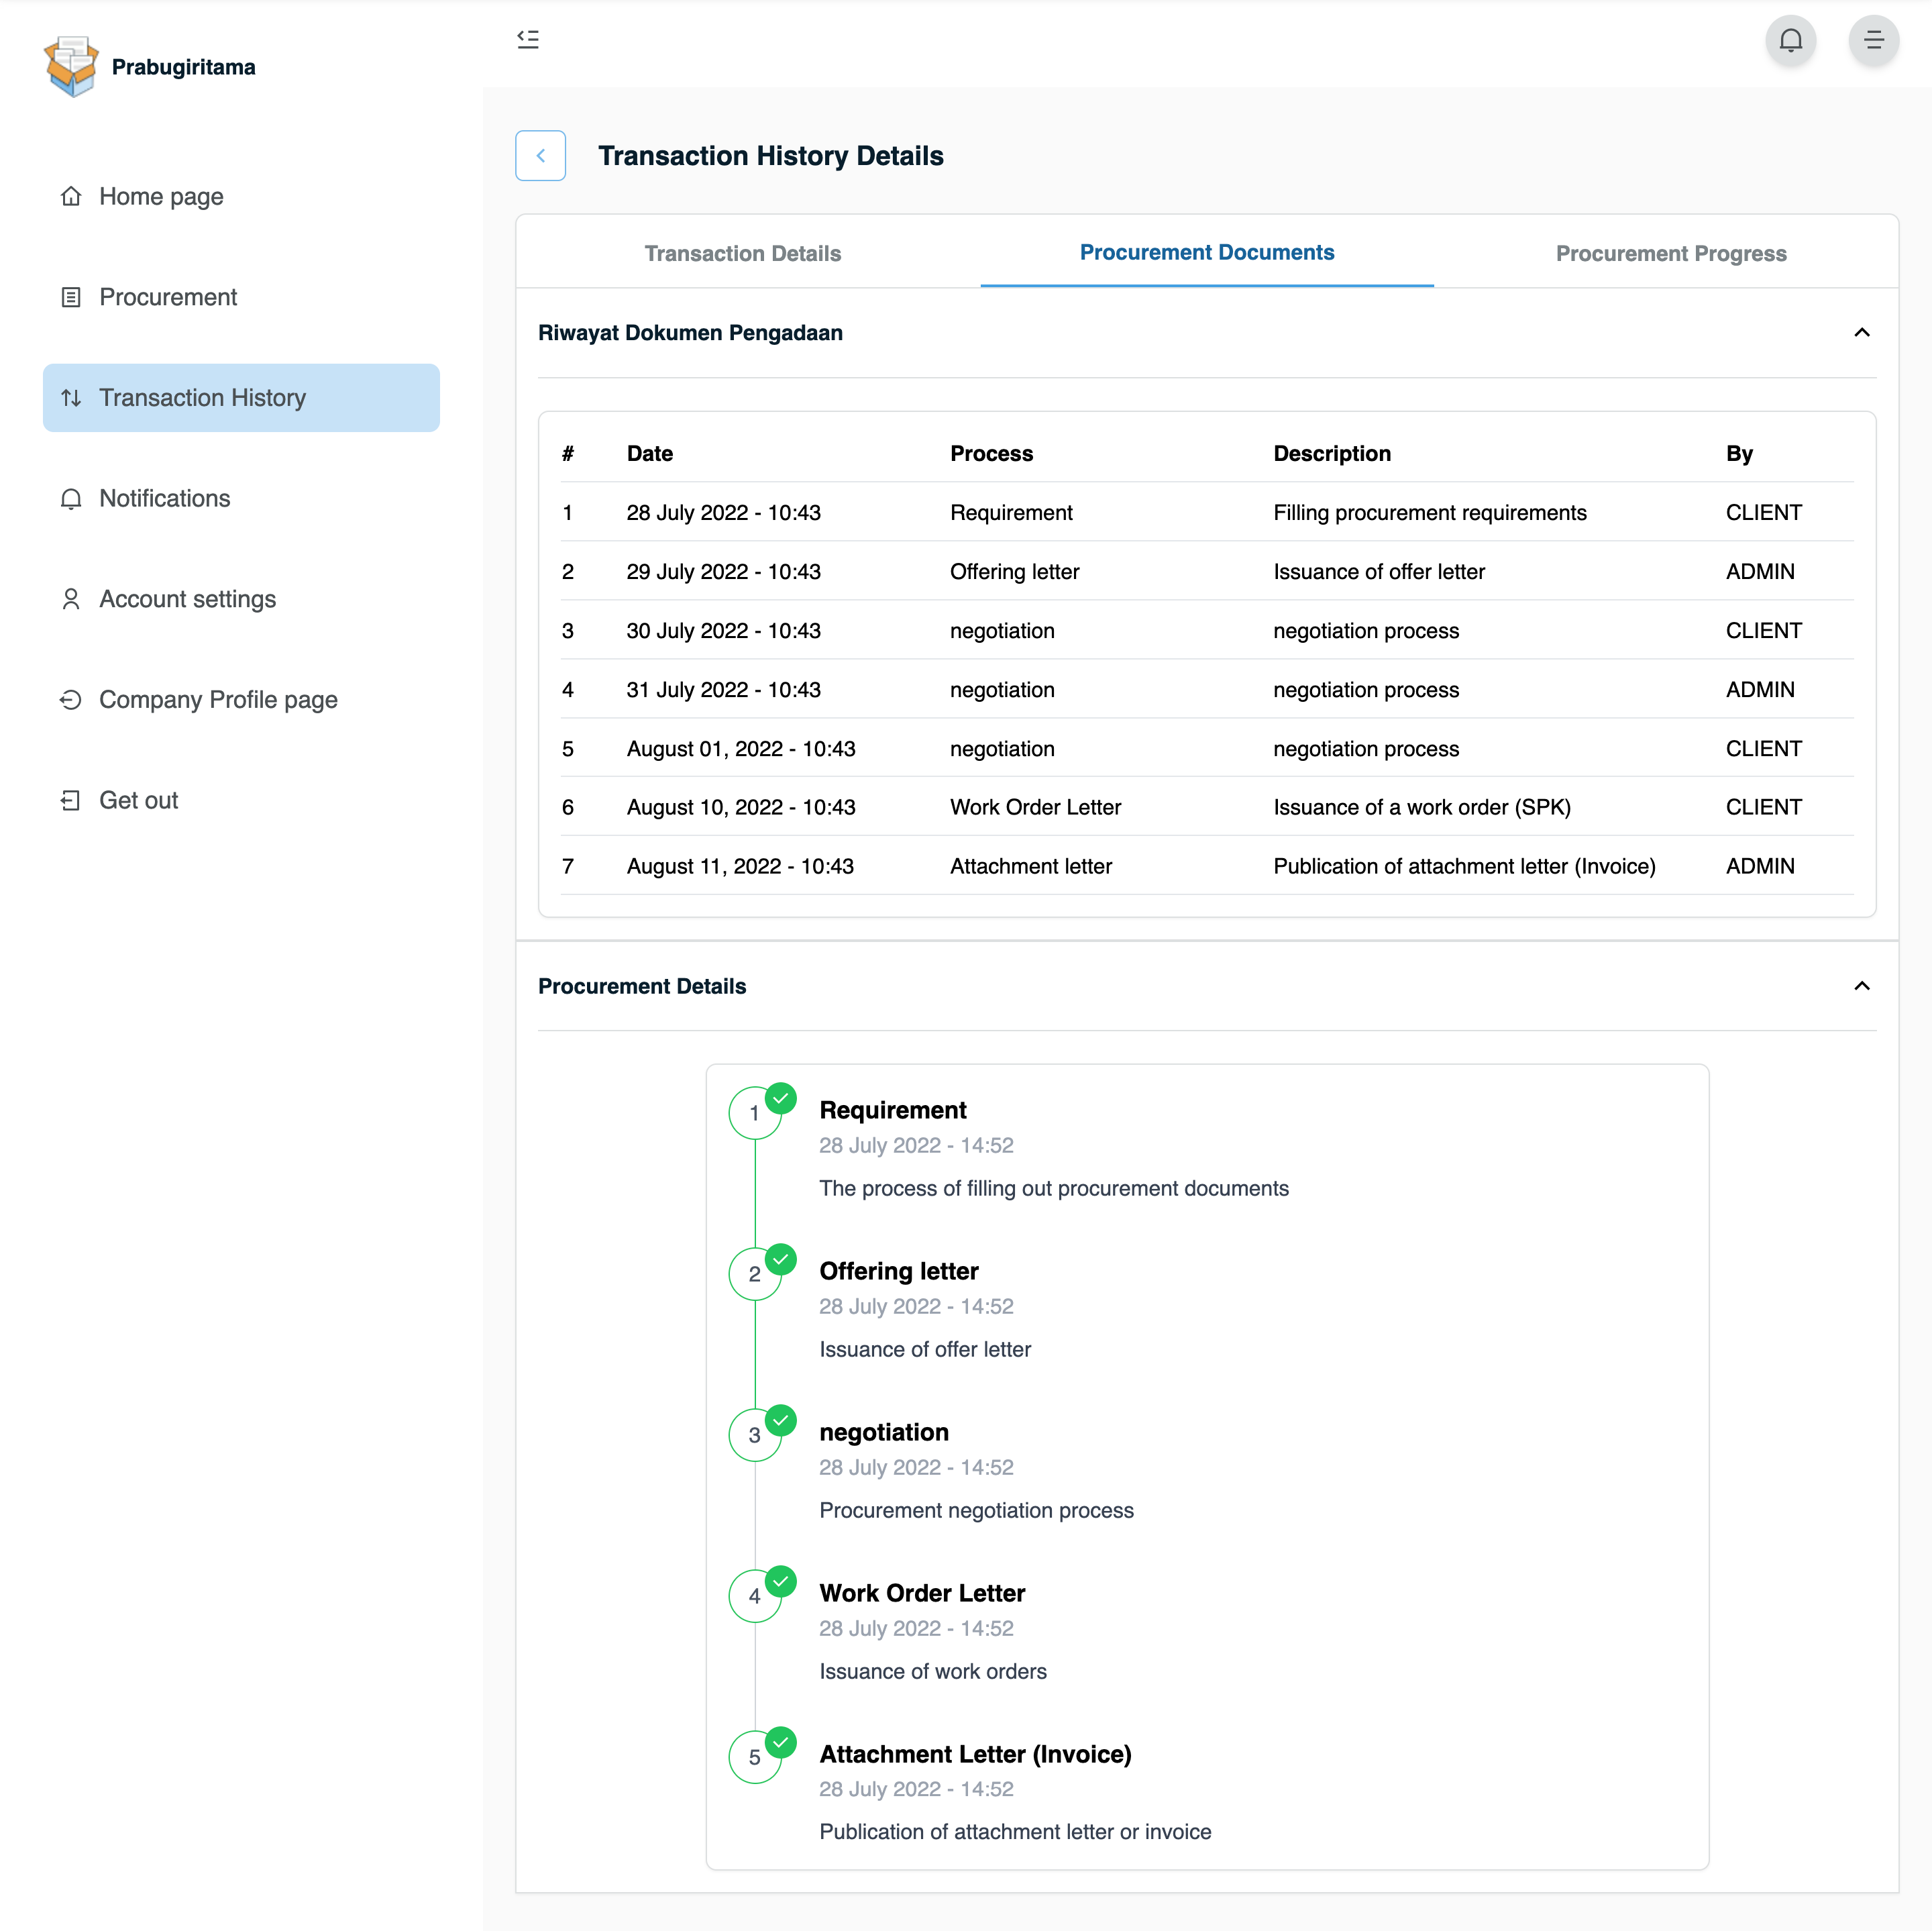 Prabugiritama
Home page
Procurement
Transaction History
Notifications
Account settings
Company Profile page
Get out
Transaction History Details
Transaction Details Procurement Documents Procurement Progress
Riwayat Dokumen Pengadaan
# Date Process Description By
1 28 July 2022 - 10:43 Requirement Filling procurement requirements CLIENT
2 29 July 2022 - 10:43 Offering letter Issuance of offer letter ADMIN
3 30 July 2022 - 10:43 negotiation negotiation process CLIENT
4 31 July 2022 - 10:43 negotiation negotiation process ADMIN
5 August 01, 2022 - 10:43 negotiation negotiation process CLIENT
6 August 10, 2022 - 10:43 Work Order Letter Issuance of a work order (SPK) CLIENT
7 August 11, 2022 - 10:43 Attachment letter Publication of attachment letter (Invoice) ADMIN
Procurement Details
1 Requirement
28 July 2022 - 14:52
The process of filling out procurement documents
2 Offering letter
28 July 2022 - 14:52
Issuance of offer letter
3 negotiation
28 July 2022 - 14:52
Procurement negotiation process
4 Work Order Letter
28 July 2022 - 14:52
Issuance of work orders
5 Attachment Letter (Invoice)
28 July 2022 - 14:52
Publication of attachment letter or invoice